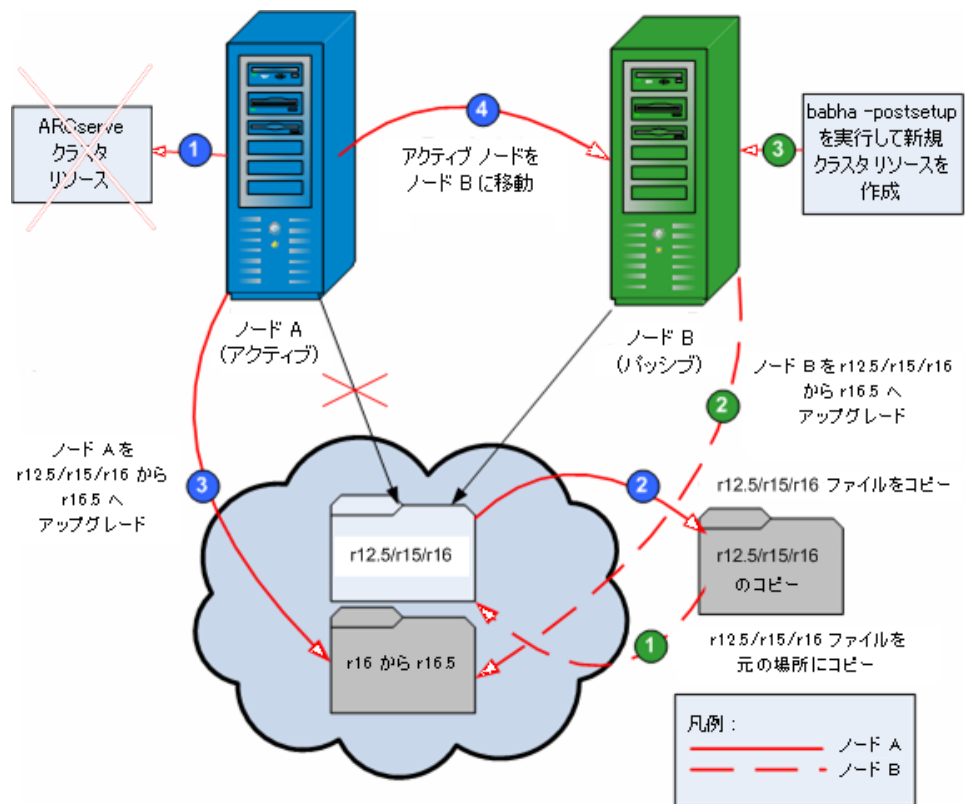 ARCserve
クラスタ
リソース
1
4
アクティブ ノードを
ノード B に移動
3
babha -postsetup
を実行して新規
クラスタリソースを
作成
ノード A
(アクティブ)
ノード B
(パッシブ)
ノード B を r12.5/r15/r16
から r16.5 へ
アップグレード
2
ノード A を
r12.5/r15/r16 から
r16.5 へ
アップグレード
3
2
r12.5/r15/r16 ファイルをコピー
r12.5/r15/r16
r12.5/r15/r16
のコピー
1
r12.5/r15/r16 ファイルを
元の場所にコピー
r16 から r16.5
凡例：
ノード A
ノード B